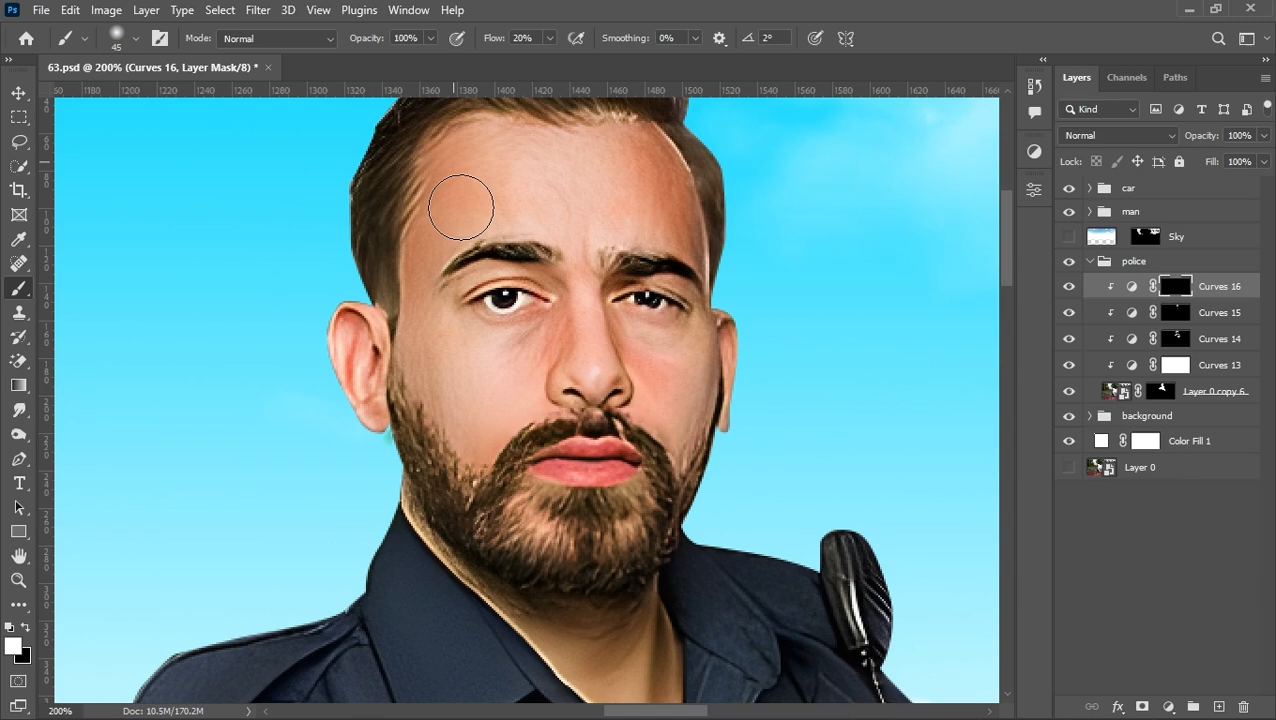 Ps File Edit Image Layer Type Select Filter 3D View Plugins Window Help
45 Mode: Normal Opacity: 100% Flow: 20% Smoothing: 0% 2°
63.psd @ 200% (Curves 16, Layer Mask/8) *
1180 1200 1220 1240 1260 1280 1300 1320 1340 1360 1380 1400 1420 1440 1460 1480 1500 1520 1540 1560 1580 1600 1620 1640
Layers Channels Paths
Kind
Normal Opacity: 100%
Lock: Fill: 100%
car
man
Sky
police
Curves 16
Curves 15
Curves 14
Curves 13
Layer 0 copy 6
background
Color Fill 1
Layer 0
200% Doc: 10.5M/170.2M